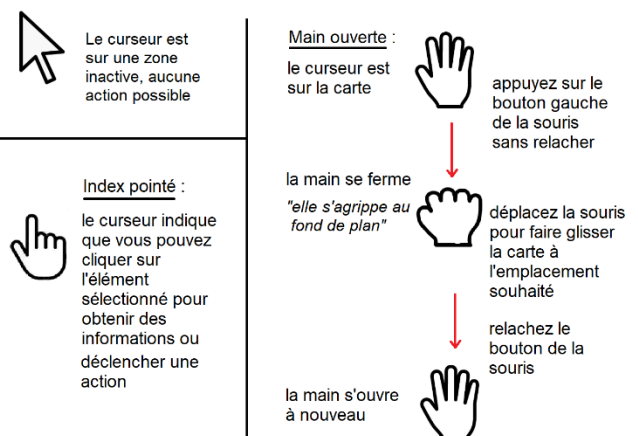 Le curseur est
sur une zone
inactive, aucune
action possible
Index pointé :
le curseur indique
que vous pouvez
cliquer sur
l'élément
sélectionné pour
obtenir des
informations ou
déclencher une
action
Main ouverte :
le curseur est
sur la carte
appuyez sur le
bouton gauche
de la souris
sans relacher
la main se ferme
"elle s'agrippe au
fond de plan"
déplacez la souris
pour faire glisser
la carte à
l'emplacement
souhaité
relachez le
bouton de la
souris
la main s'ouvre
à nouveau